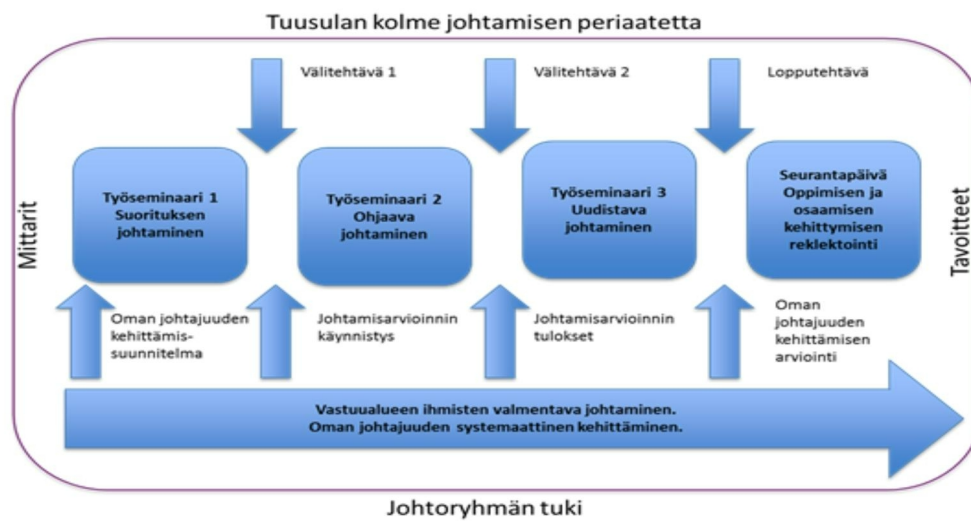 Tuusulan kolme johtamisen periaatetta
Välitehtävä 1
Välitehtävä 2
Lopputehtävä
Mittarit
Työseminaari 1
Suorituksen
johtaminen
Työseminaari 2
Ohjaava
johtaminen
Työseminaari 3
Uudistava
johtaminen
Seurantapäivä
Oppimisen ja
osaamisen
kehittymisen
reklektointi
Tavoitteet
Oman johtajuuden
kehittämis-
suunnitelma
Johtamisarvioinnin
käynnistys
Johtamisarvioinnin
tulokset
Oman
johtajuuden
kehittämisen
arviointi
Vastuualueen ihmisten valmentava johtaminen.
Oman johtajuuden systemaattinen kehittäminen.
Johtoryhmän tuki